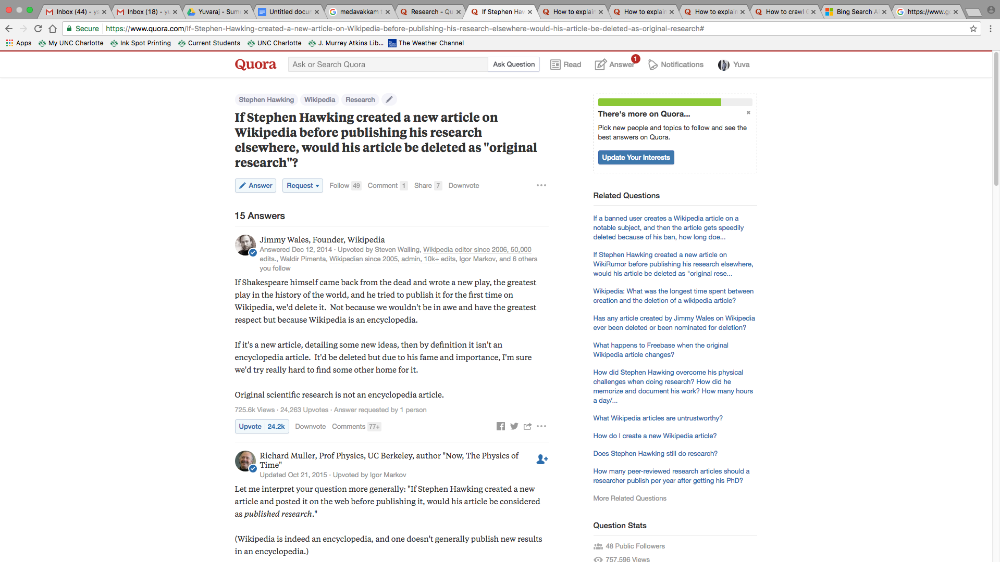 Inbox (44) - ys
Inbox (18) - yu
Yuvaraj - Sum
Untitled docu
medavakkam t
Research - Qu
If Stephen Haw
How to explain
How to explain
How to explain
How to crawl
Bing Search A
https://www.g
Secure
https://www.quora.com/If-Stephen-Hawking-created-a-new-article-on-Wikipedia-before-publishing-his-research-elsewhere-would-his-article-be-deleted-as-original-research#
Apps
My UNC Charlotte
Ink Spot Printing
Current Students
UNC Charlotte
J. Murrey Atkins Lib...
The Weather Channel
Quora
Ask or Search Quora
Ask Question
Read
Answer
1
Notifications
Yuva
Stephen Hawking
Wikipedia
Research
If Stephen Hawking created a new article on
Wikipedia before publishing his research
elsewhere, would his article be deleted as "original
research"?
Answer
Request
Follow 49
Comment 1
Share 7
Downvote
15 Answers
Jimmy Wales, Founder, Wikipedia
Answered Dec 12, 2014 · Upvoted by Steven Walling, Wikipedia editor since 2006, 50,000
edits., Waldir Pimenta, Wikipedian since 2005, admin, 10k+ edits, Igor Markov, and 6 others
you follow
If Shakespeare himself came back from the dead and wrote a new play, the greatest
play in the history of the world, and he tried to publish it for the first time on
Wikipedia, we'd delete it. Not because we wouldn't be in awe and have the greatest
respect but because Wikipedia is an encyclopedia.
If it's a new article, detailing some new ideas, then by definition it isn't an
encyclopedia article. It'd be deleted but due to his fame and importance, I'm sure
we'd try really hard to find some other home for it.
Original scientific research is not an encyclopedia article.
725.6k Views · 24,263 Upvotes · Answer requested by 1 person
Upvote 24.2k
Downvote
Comments 77+
Richard Muller, Prof Physics, UC Berkeley, author "Now, The Physics of
Time"
Updated Oct 21, 2015 · Upvoted by Igor Markov
Let me interpret your question more generally: "If Stephen Hawking created a new
article and posted it on the web before publishing it, would his article be considered
as published research."
(Wikipedia is indeed an encyclopedia, and one doesn't generally publish new results
in an encyclopedia.)
There's more on Quora...
Pick new people and topics to follow and see the
best answers on Quora.
Update Your Interests
Related Questions
If a banned user creates a Wikipedia article on a
notable subject, and then the article gets speedily
deleted because of his ban, how long doe...
If Stephen Hawking created a new article on
WikiRumor before publishing his research elsewhere,
would his article be deleted as "original rese...
Wikipedia: What was the longest time spent between
creation and the deletion of a wikipedia article?
Has any article created by Jimmy Wales on Wikipedia
ever been deleted or been nominated for deletion?
What happens to Freebase when the original
Wikipedia article changes?
How did Stephen Hawking overcome his physical
challenges when doing research? How did he
memorize and document his work? How many hours
a day/...
What Wikipedia articles are untrustworthy?
How do I create a new Wikipedia article?
Does Stephen Hawking still do research?
How many peer-reviewed research articles should a
researcher publish per year after getting his PhD?
More Related Questions
Question Stats
48 Public Followers
757,596 Views